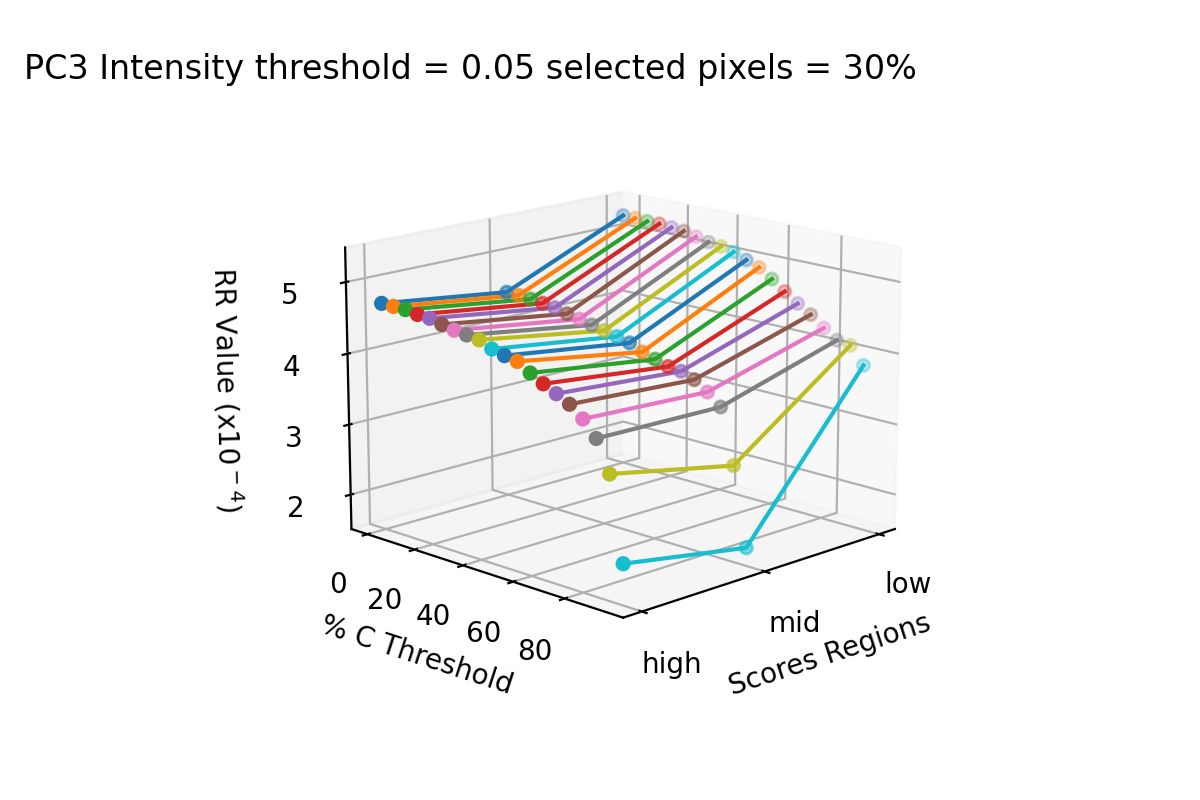 PC3 Intensity threshold = 0.05 selected pixels = 30%
RR Value (x10⁻⁴)
5
4
3
2
0
20
40
60
80
% C Threshold
high
mid
low
Scores Regions